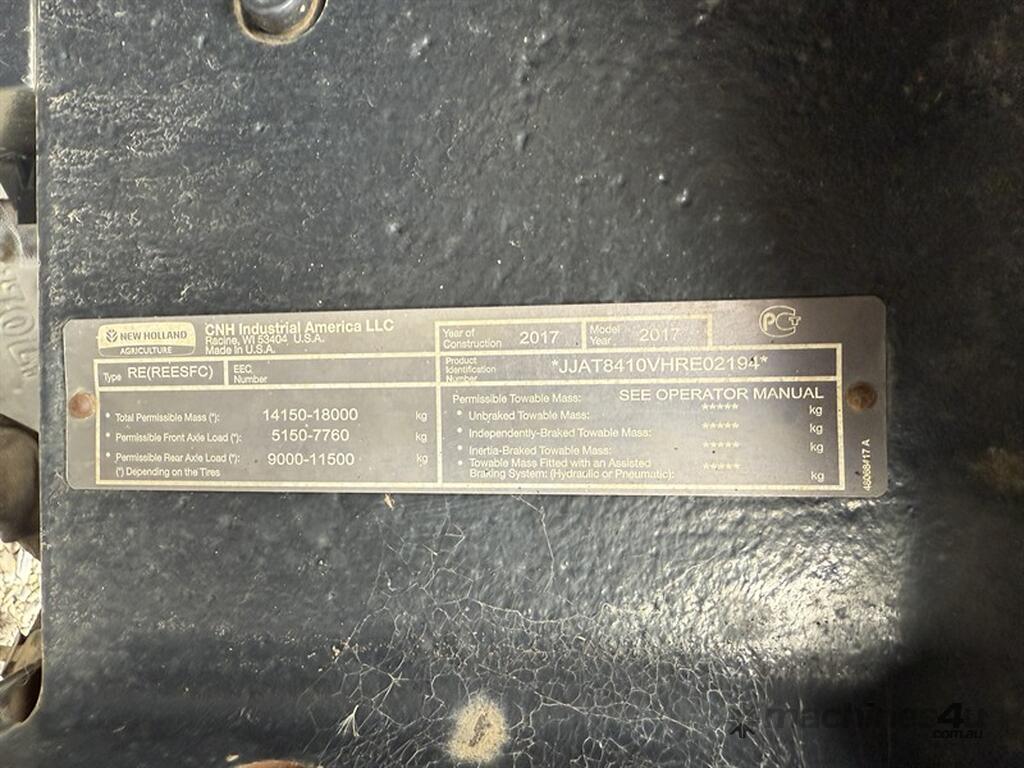 NEW HOLLAND
AGRICULTURE
CNH Industrial America LLC
Racine, WI 53404 U.S.A.
Made in U.S.A.
Year of
Construction 2017
Model
Year 2017
PCT
Type RE(REESFC)
EEC
Number
Product
Identification
Number *JJAT8410VHRE02194*
• Total Permissible Mass (*): 14150-18000 kg
• Permissible Front Axle Load (*): 5150-7760 kg
• Permissible Rear Axle Load (*): 9000-11500 kg
(*) Depending on the Tires
Permissible Towable Mass: SEE OPERATOR MANUAL
• Unbraked Towable Mass: ***** kg
• Independently-Braked Towable Mass: ***** kg
• Inertia-Braked Towable Mass: ***** kg
• Towable Mass Fitted with an Assisted
Braking System: (Hydraulic or Pneumatic): ***** kg
48068417 A
machines4u
.com.au